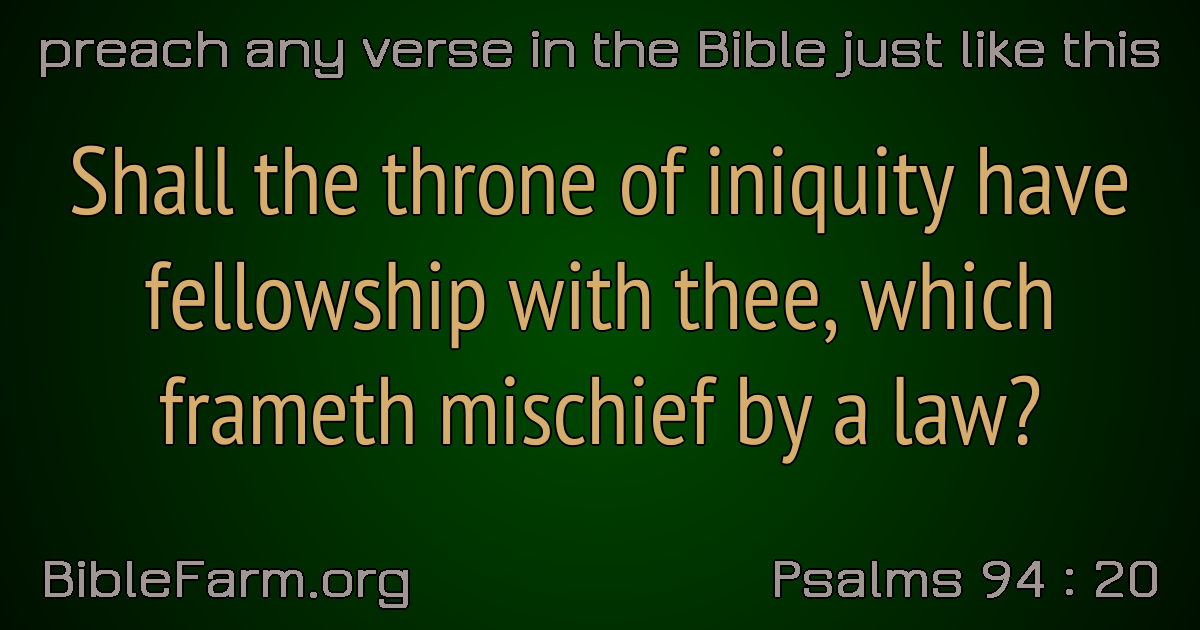 preach any verse in the Bible just like this
Shall the throne of iniquity have
fellowship with thee, which
frameth mischief by a law?
BibleFarm.org
Psalms 94 : 20